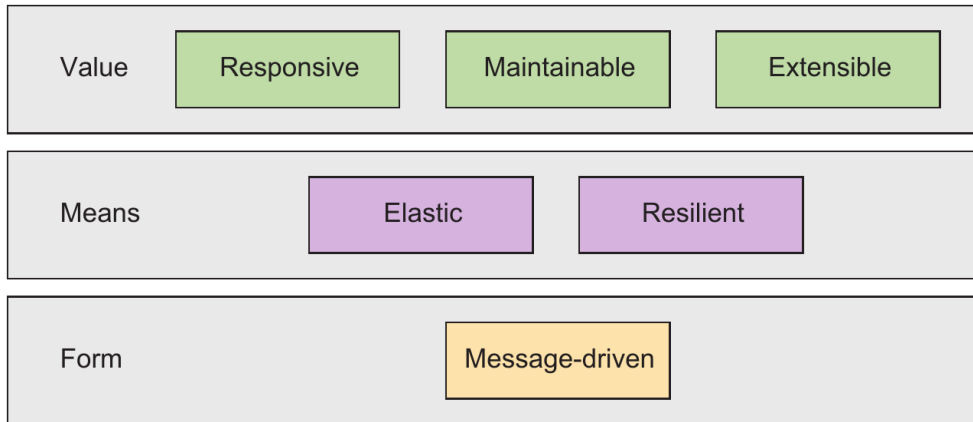 Value Responsive Maintainable Extensible
Means Elastic Resilient
Form Message-driven